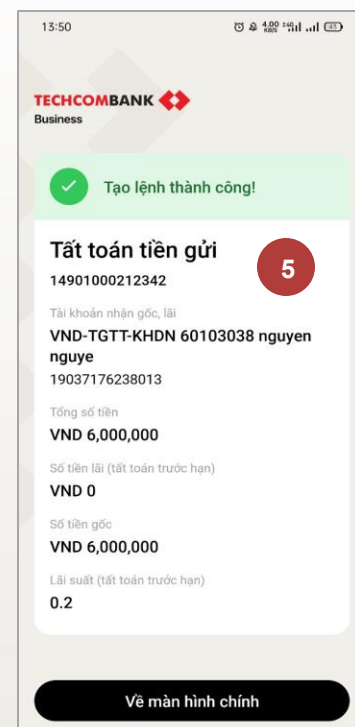 13:50
4.00 KB/S
TECHCOMBANK
Business
Tạo lệnh thành công!
Tất toán tiền gửi
5
14901000212342
Tài khoản nhận gốc, lãi
VND-TGTT-KHDN 60103038 nguyen
nguye
19037176238013
Tổng số tiền
VND 6,000,000
Số tiền lãi (tất toán trước hạn)
VND 0
Số tiền gốc
VND 6,000,000
Lãi suất (tất toán trước hạn)
0.2
Về màn hình chính